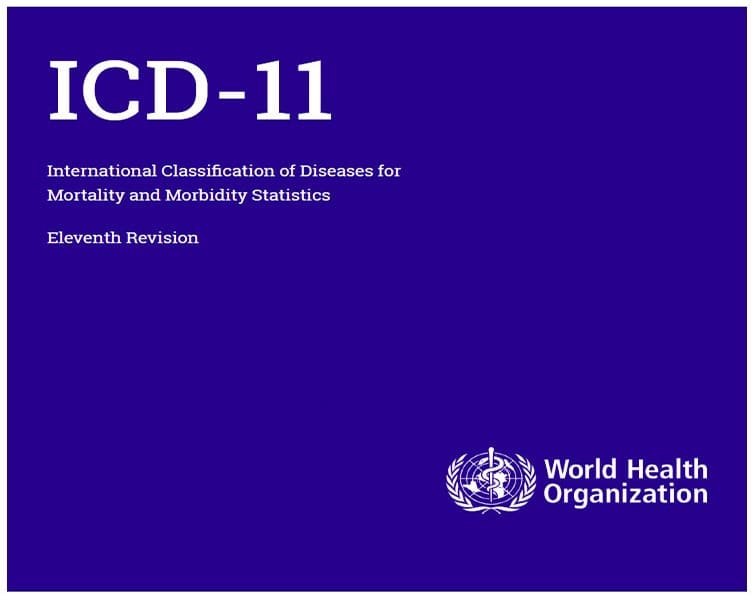 ICD-11
International Classification of Diseases for
Mortality and Morbidity Statistics
Eleventh Revision
World Health
Organization